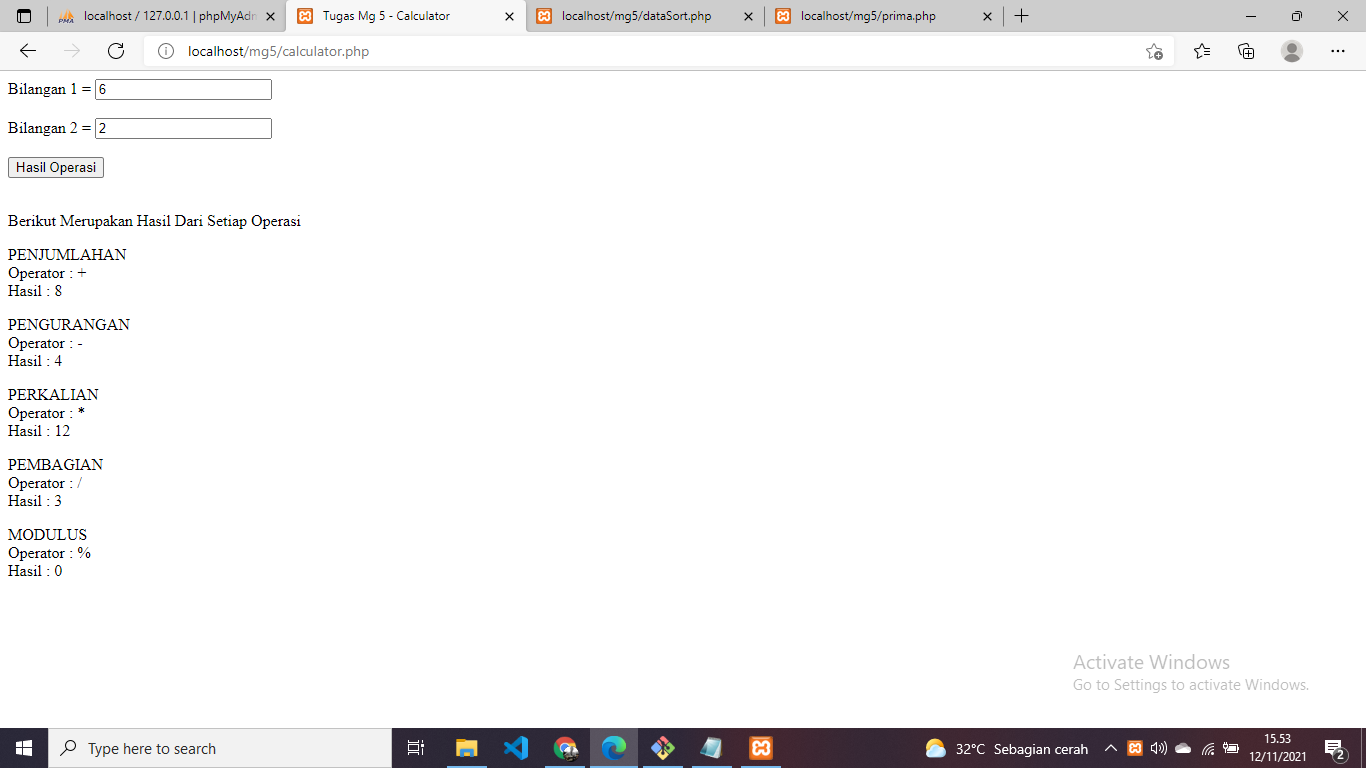 localhost / 127.0.0.1 | phpMyAdm
Tugas Mg 5 - Calculator
localhost/mg5/dataSort.php
localhost/mg5/prima.php
localhost/mg5/calculator.php
Bilangan 1 = 6
Bilangan 2 = 2
Hasil Operasi
Berikut Merupakan Hasil Dari Setiap Operasi
PENJUMLAHAN
Operator : +
Hasil : 8
PENGURANGAN
Operator : -
Hasil : 4
PERKALIAN
Operator : *
Hasil : 12
PEMBAGIAN
Operator : /
Hasil : 3
MODULUS
Operator : %
Hasil : 0
Activate Windows
Go to Settings to activate Windows.
Type here to search
32°C Sebagian cerah
15.53
12/11/2021
2